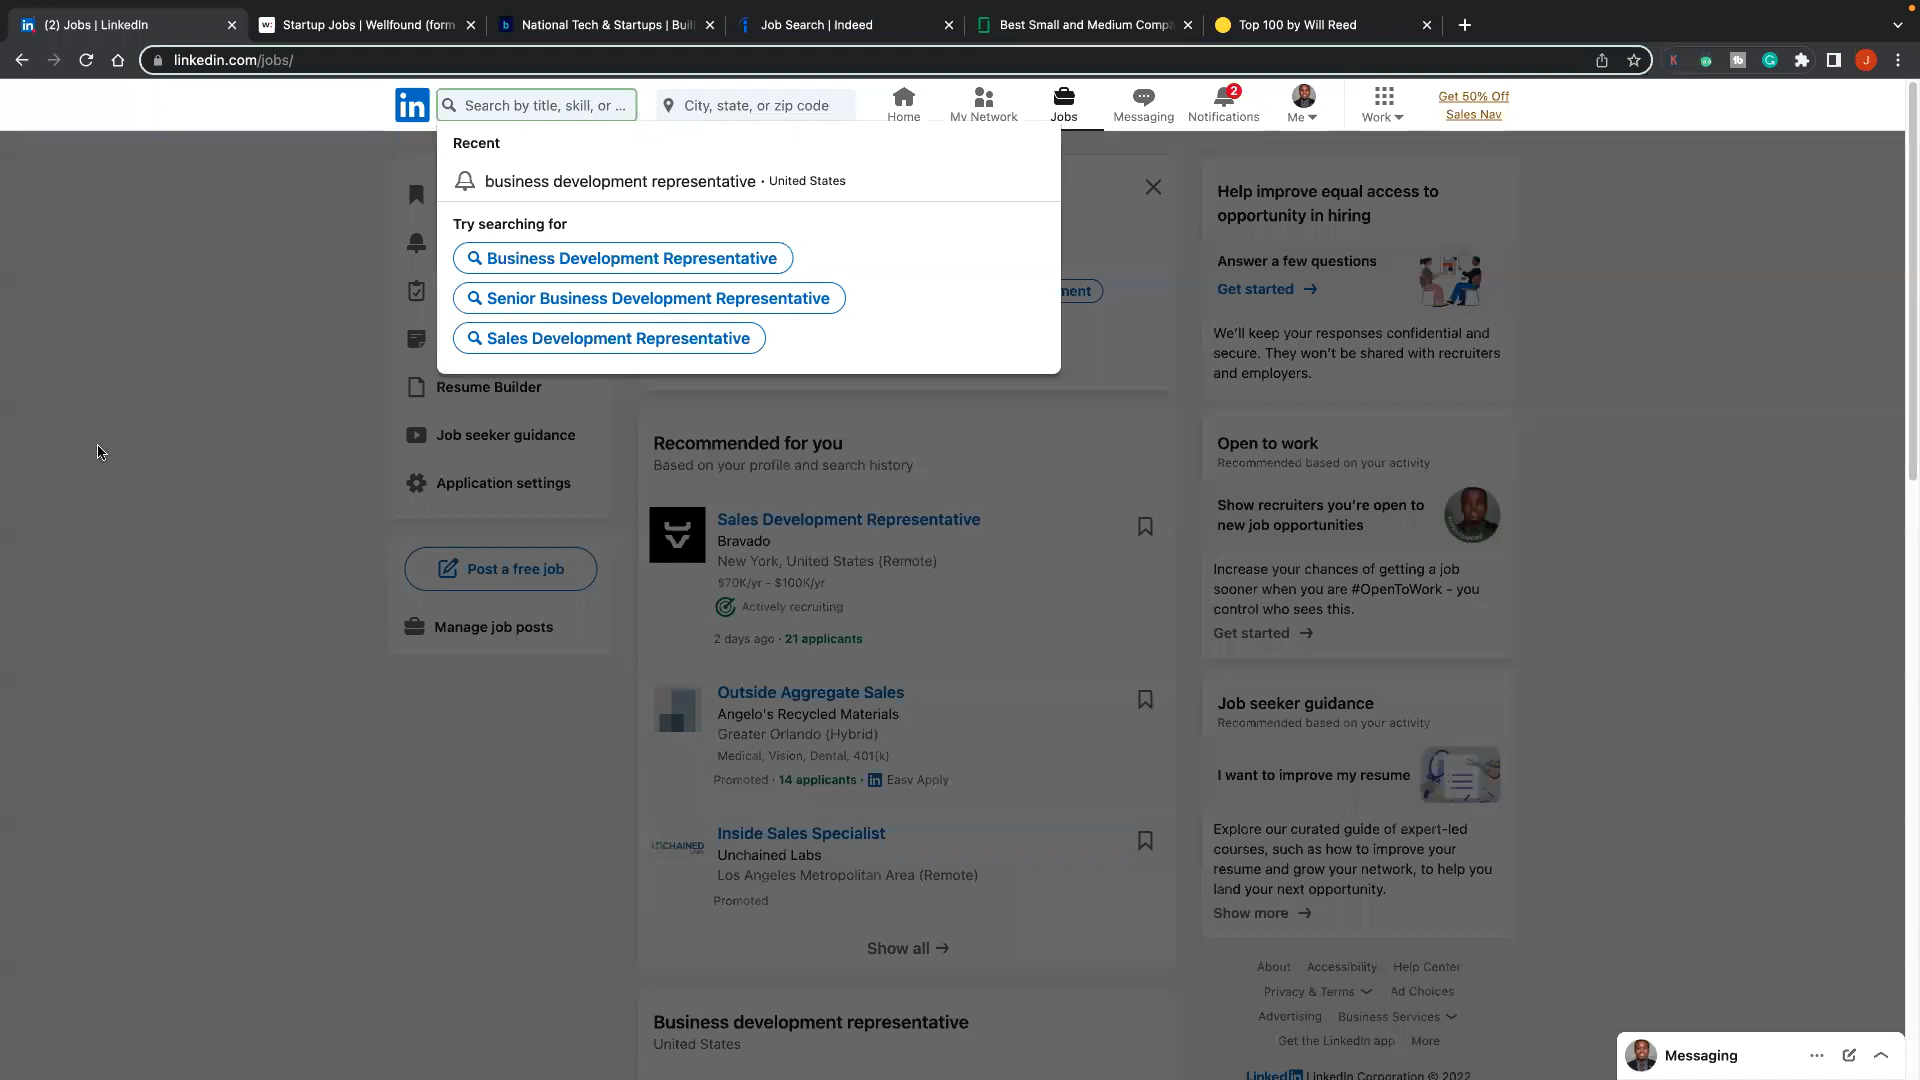 (2) Jobs | LinkedIn
Startup Jobs | Wellfound (form
National Tech & Startups | Buil
Job Search | Indeed
Best Small and Medium Compa
Top 100 by Will Reed
linkedin.com/jobs/
Search by title, skill, or ...
City, state, or zip code
Home
My Network
Jobs
Messaging
2
Notifications
Me
Work
Get 50% Off
Sales Nav
Recent
business development representative · United States
Try searching for
Business Development Representative
Senior Business Development Representative
Sales Development Representative
ment
Resume Builder
Job seeker guidance
Application settings
Post a free job
Manage job posts
Recommended for you
Based on your profile and search history
Sales Development Representative
Bravado
New York, United States (Remote)
$70K/yr - $100K/yr
Actively recruiting
2 days ago · 21 applicants
Outside Aggregate Sales
Angelo's Recycled Materials
Greater Orlando (Hybrid)
Medical, Vision, Dental, 401(k)
Promoted · 14 applicants · in Easy Apply
UNCHAINED LABS
Inside Sales Specialist
Unchained Labs
Los Angeles Metropolitan Area (Remote)
Promoted
Show all →
Business development representative
United States
Help improve equal access to
opportunity in hiring
Answer a few questions
Get started →
We'll keep your responses confidential and
secure. They won't be shared with recruiters
and employers.
Open to work
Recommended based on your activity
Show recruiters you're open to
new job opportunities
Increase your chances of getting a job
sooner when you are #OpenToWork - you
control who sees this.
Get started →
Job seeker guidance
Recommended based on your activity
I want to improve my resume
Explore our curated guide of expert-led
courses, such as how to improve your
resume and grow your network, to help you
land your next opportunity.
Show more →
About Accessibility Help Center
Privacy & Terms Ad Choices
Advertising Business Services
Get the LinkedIn app More
LinkedIn LinkedIn Corporation © 2022
Messaging